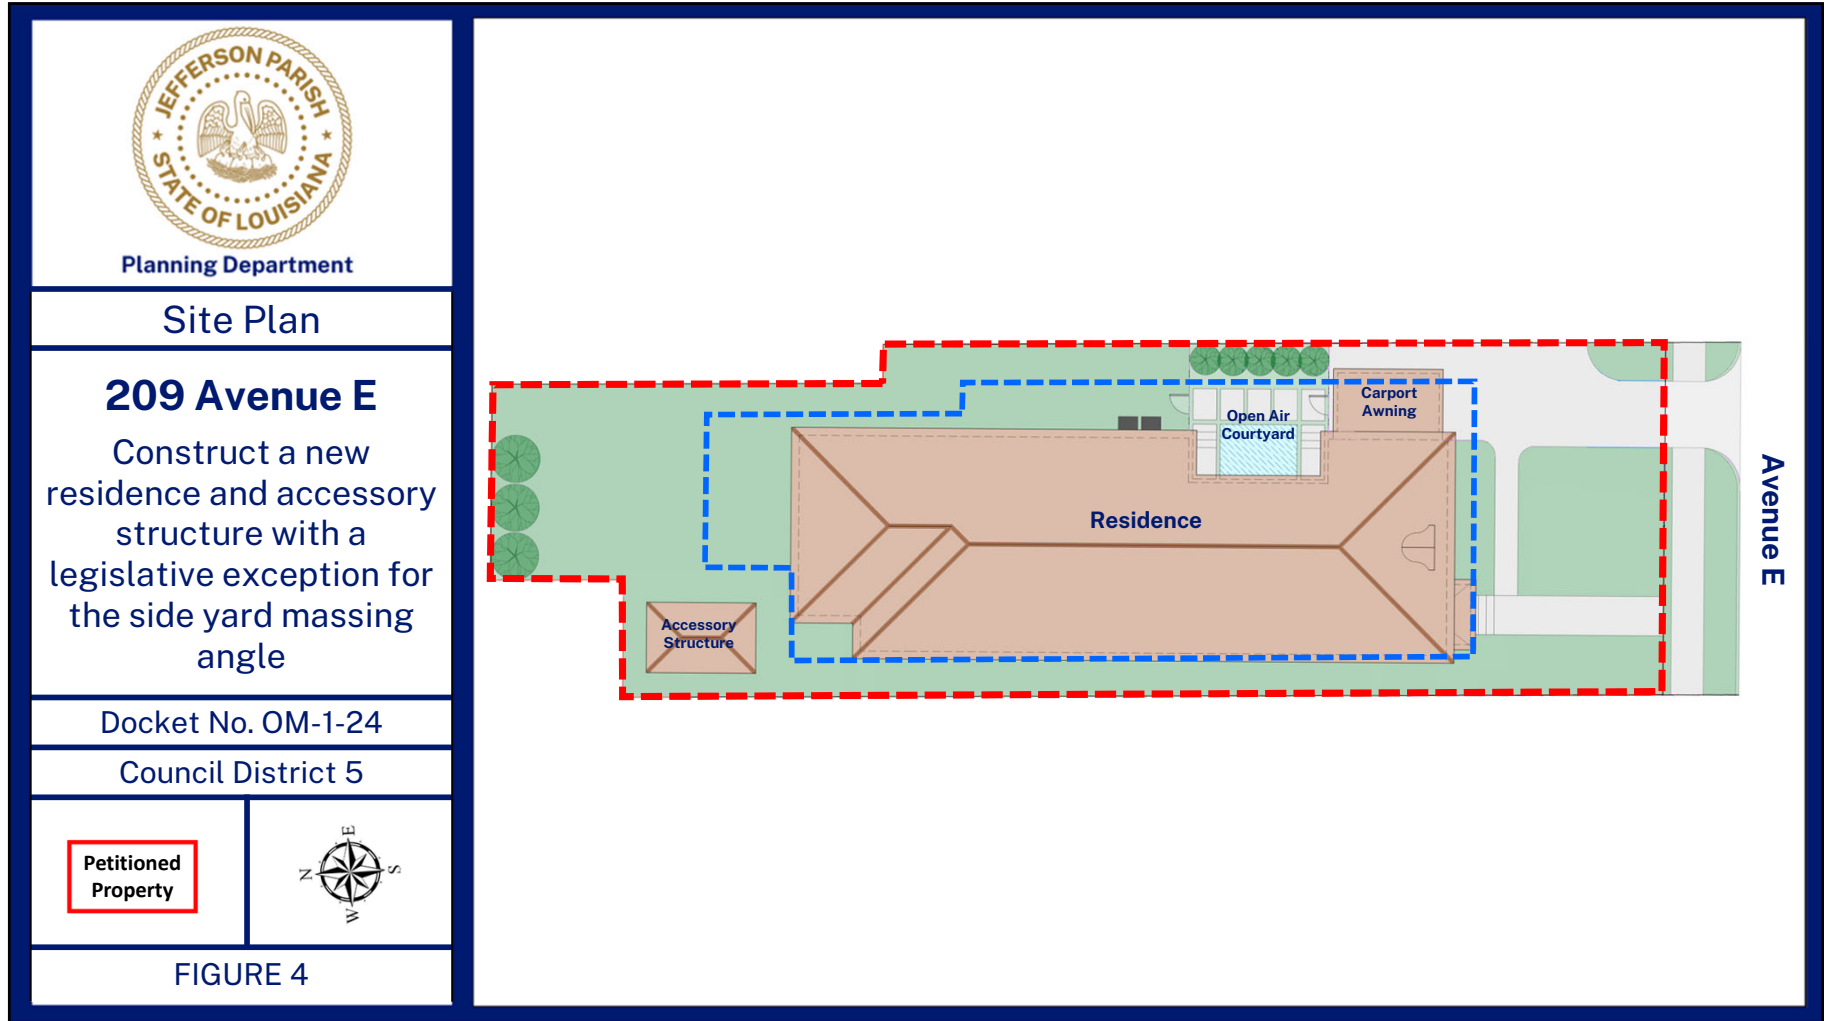 JEFFERSON PARISH
STATE OF LOUISIANA
Planning Department
Site Plan
209 Avenue E
Construct a new
residence and accessory
structure with a
legislative exception for
the side yard massing
angle
Docket No. OM-1-24
Council District 5
Petitioned
Property
E
N
S
W
FIGURE 4
Carport
Awning
Open Air
Courtyard
Residence
Accessory
Structure
Avenue E